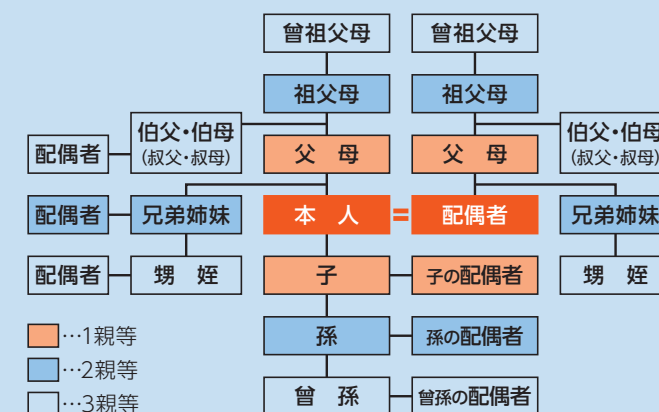 曾祖父母
曾祖父母
祖父母
祖父母
配偶者
伯父・伯母
(叔父・叔母)
父 母
父 母
伯父・伯母
(叔父・叔母)
配偶者
兄弟姉妹
本 人
=
配偶者
兄弟姉妹
配偶者
甥 姪
子
子の配偶者
甥 姪
…1親等
孫
孫の配偶者
…2親等
曾 孫
曾孫の配偶者
…3親等